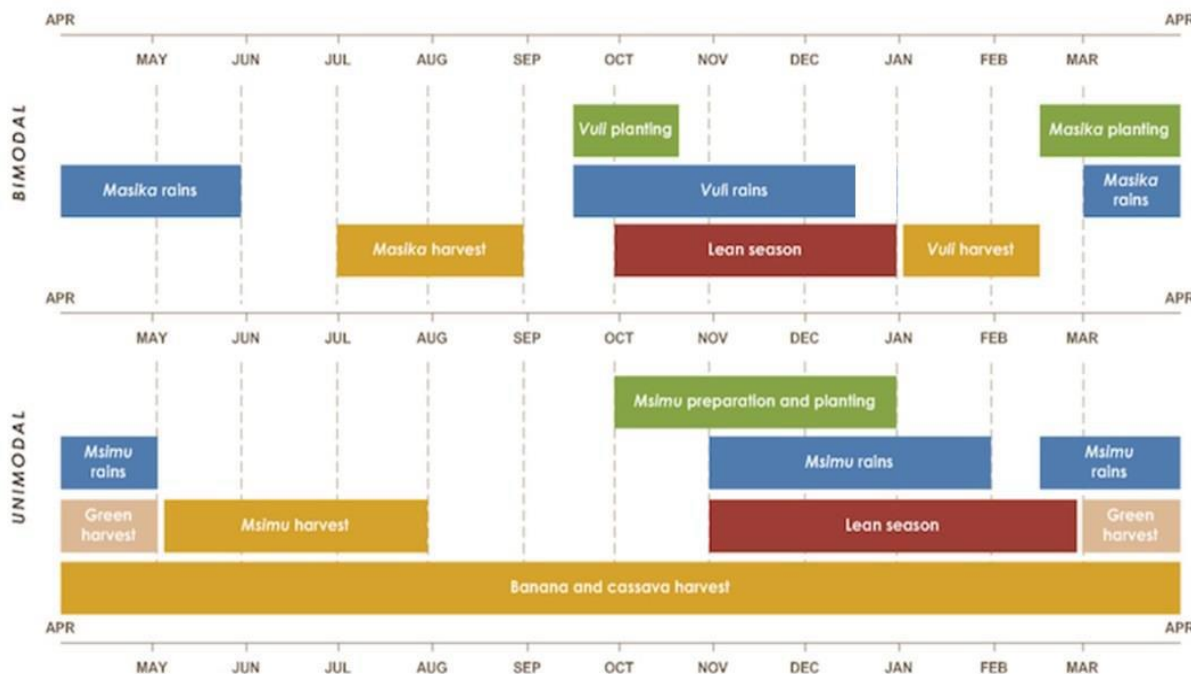 APR APR
MAY JUN JUL AUG SEP OCT NOV DEC JAN FEB MAR
BIMODAL
Vuli planting
Masika planting
Masika rains
Vuli rains
Masika
rains
Masika harvest
Lean season
Vuli harvest
APR APR
MAY JUN JUL AUG SEP OCT NOV DEC JAN FEB MAR
UNIMODAL
Msimu preparation and planting
Msimu
rains
Msimu rains
Msimu
rains
Green
harvest
Msimu harvest
Lean season
Green
harvest
Banana and cassava harvest
APR APR
MAY JUN JUL AUG SEP OCT NOV DEC JAN FEB MAR